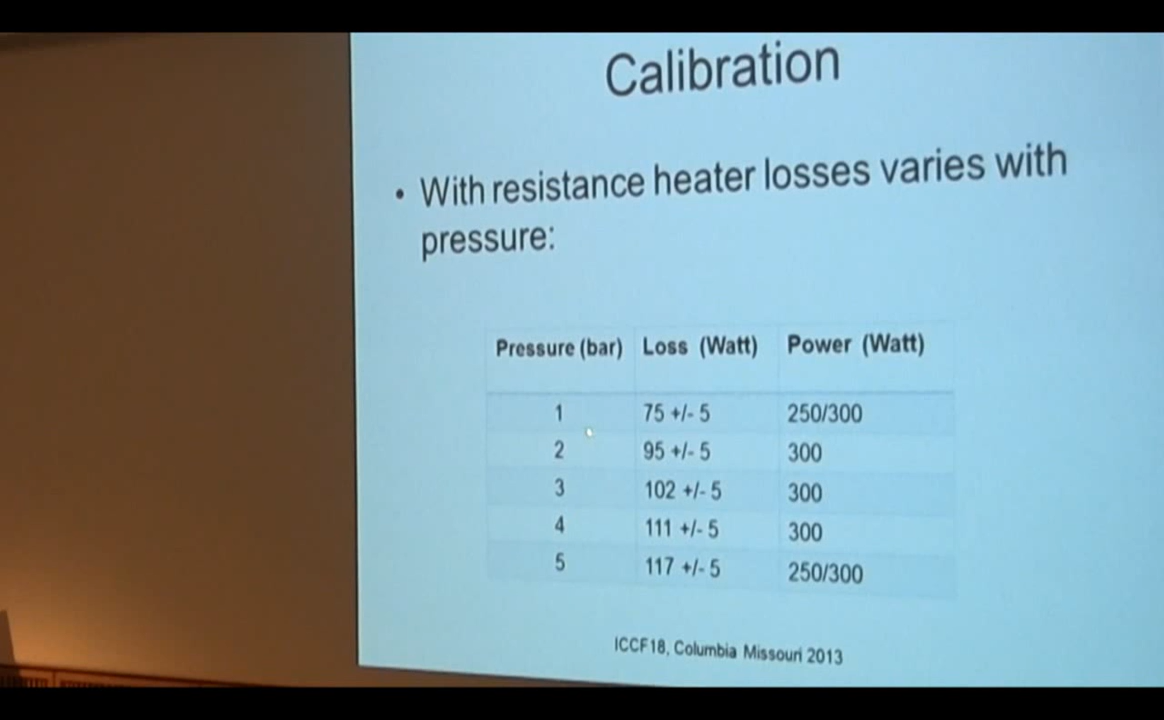 Calibration
• With resistance heater losses varies with
pressure:
Pressure (bar) Loss (Watt) Power (Watt)
1 75 +/- 5 250/300
2 95 +/- 5 300
3 102 +/- 5 300
4 111 +/- 5 300
5 117 +/- 5 250/300
ICCF18, Columbia Missouri 2013